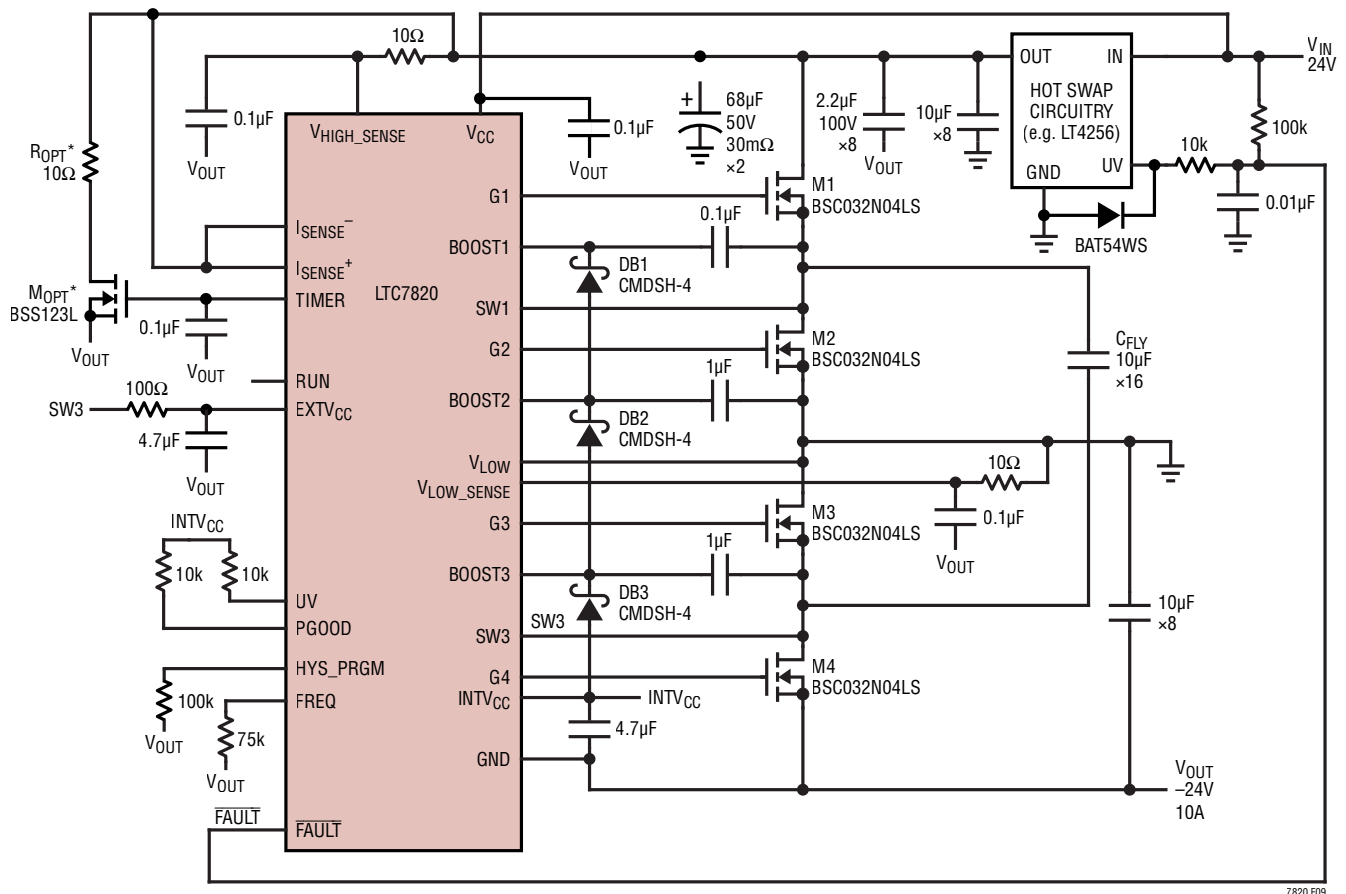 10Ω
0.1µF
V_OUT
R_OPT*
10Ω
M_OPT*
BSS123L
V_OUT
0.1µF
V_OUT
SW3
100Ω
4.7µF
V_OUT
INTV_CC
10k
10k
100k
V_OUT
75k
V_OUT
FAULT
V_HIGH_SENSE
V_CC
I_SENSE^–
I_SENSE^+
TIMER
RUN
EXTV_CC
UV
PGOOD
HYS_PRGM
FREQ
FAULT
LTC7820
G1
BOOST1
SW1
G2
BOOST2
V_LOW
V_LOW_SENSE
G3
BOOST3
SW3
G4
INTV_CC
GND
0.1µF
V_OUT
+
68µF
50V
30mΩ
×2
2.2µF
100V
×8
V_OUT
10µF
×8
OUT
IN
HOT SWAP
CIRCUITRY
(e.g. LT4256)
GND
UV
V_IN
24V
100k
10k
0.01µF
BAT54WS
M1
BSC032N04LS
0.1µF
DB1
CMDSH-4
M2
BSC032N04LS
C_FLY
10µF
×16
1µF
DB2
CMDSH-4
10Ω
0.1µF
V_OUT
M3
BSC032N04LS
1µF
DB3
CMDSH-4
SW3
10µF
×8
M4
BSC032N04LS
INTV_CC
4.7µF
V_OUT
–24V
10A
7820 F09